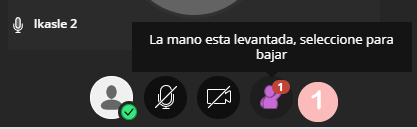 Ikasle 2
La mano esta levantada, seleccione para
bajar
1
1